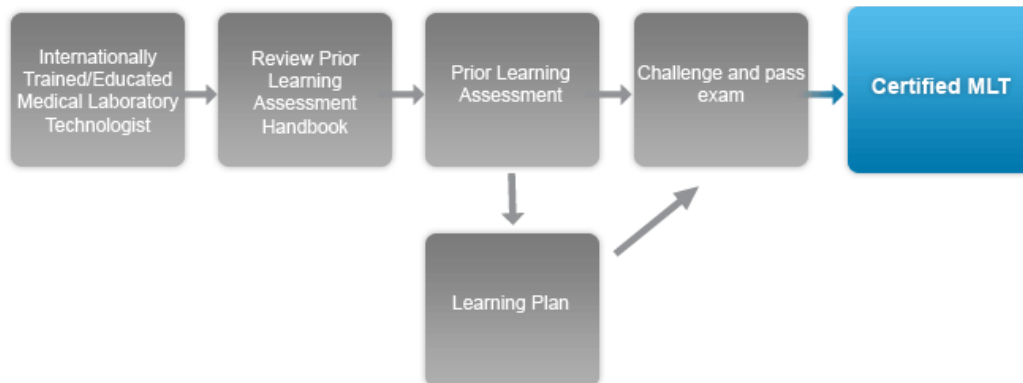 Internationally
Trained/Educated
Medical Laboratory
Technologist
Review Prior
Learning
Assessment
Handbook
Prior Learning
Assessment
Challenge and pass
exam
Certified MLT
Learning Plan